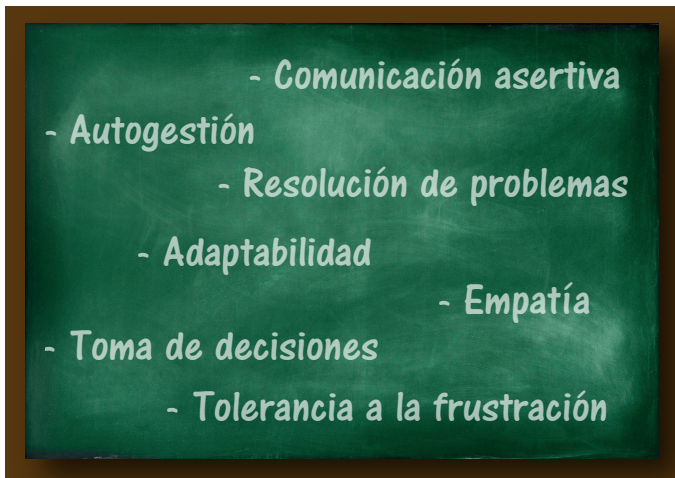 - Comunicación asertiva
- Autogestión
- Resolución de problemas
- Adaptabilidad
- Empatía
- Toma de decisiones
- Tolerancia a la frustración